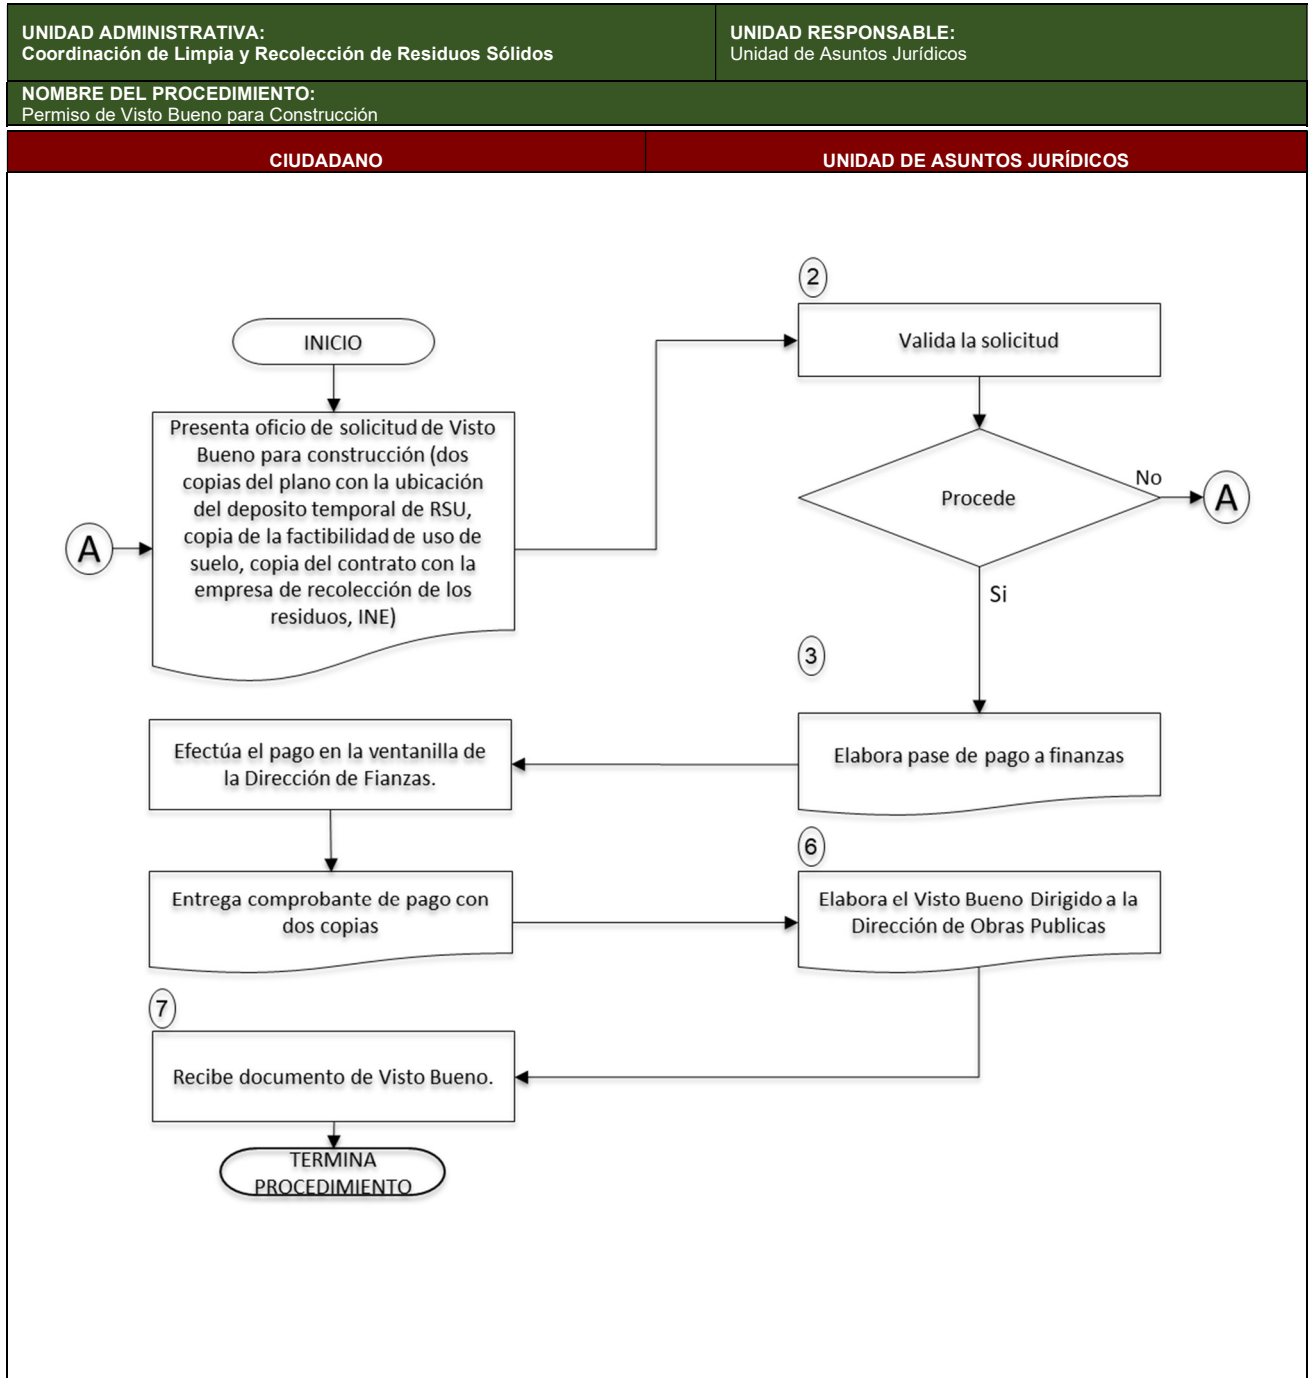 UNIDAD ADMINISTRATIVA:
Coordinación de Limpia y Recolección de Residuos Sólidos
UNIDAD RESPONSABLE:
Unidad de Asuntos Jurídicos
NOMBRE DEL PROCEDIMIENTO:
Permiso de Visto Bueno para Construcción
CIUDADANO
UNIDAD DE ASUNTOS JURÍDICOS
INICIO
Presenta oficio de solicitud de Visto
Bueno para construcción (dos
copias del plano con la ubicación
del deposito temporal de RSU,
copia de la factibilidad de uso de
suelo, copia del contrato con la
empresa de recolección de los
residuos, INE)
A
2
Valida la solicitud
Procede
No
A
Si
3
Elabora pase de pago a finanzas
Efectúa el pago en la ventanilla de
la Dirección de Fianzas.
Entrega comprobante de pago con
dos copias
6
Elabora el Visto Bueno Dirigido a la
Dirección de Obras Publicas
7
Recibe documento de Visto Bueno.
TERMINA
PROCEDIMIENTO